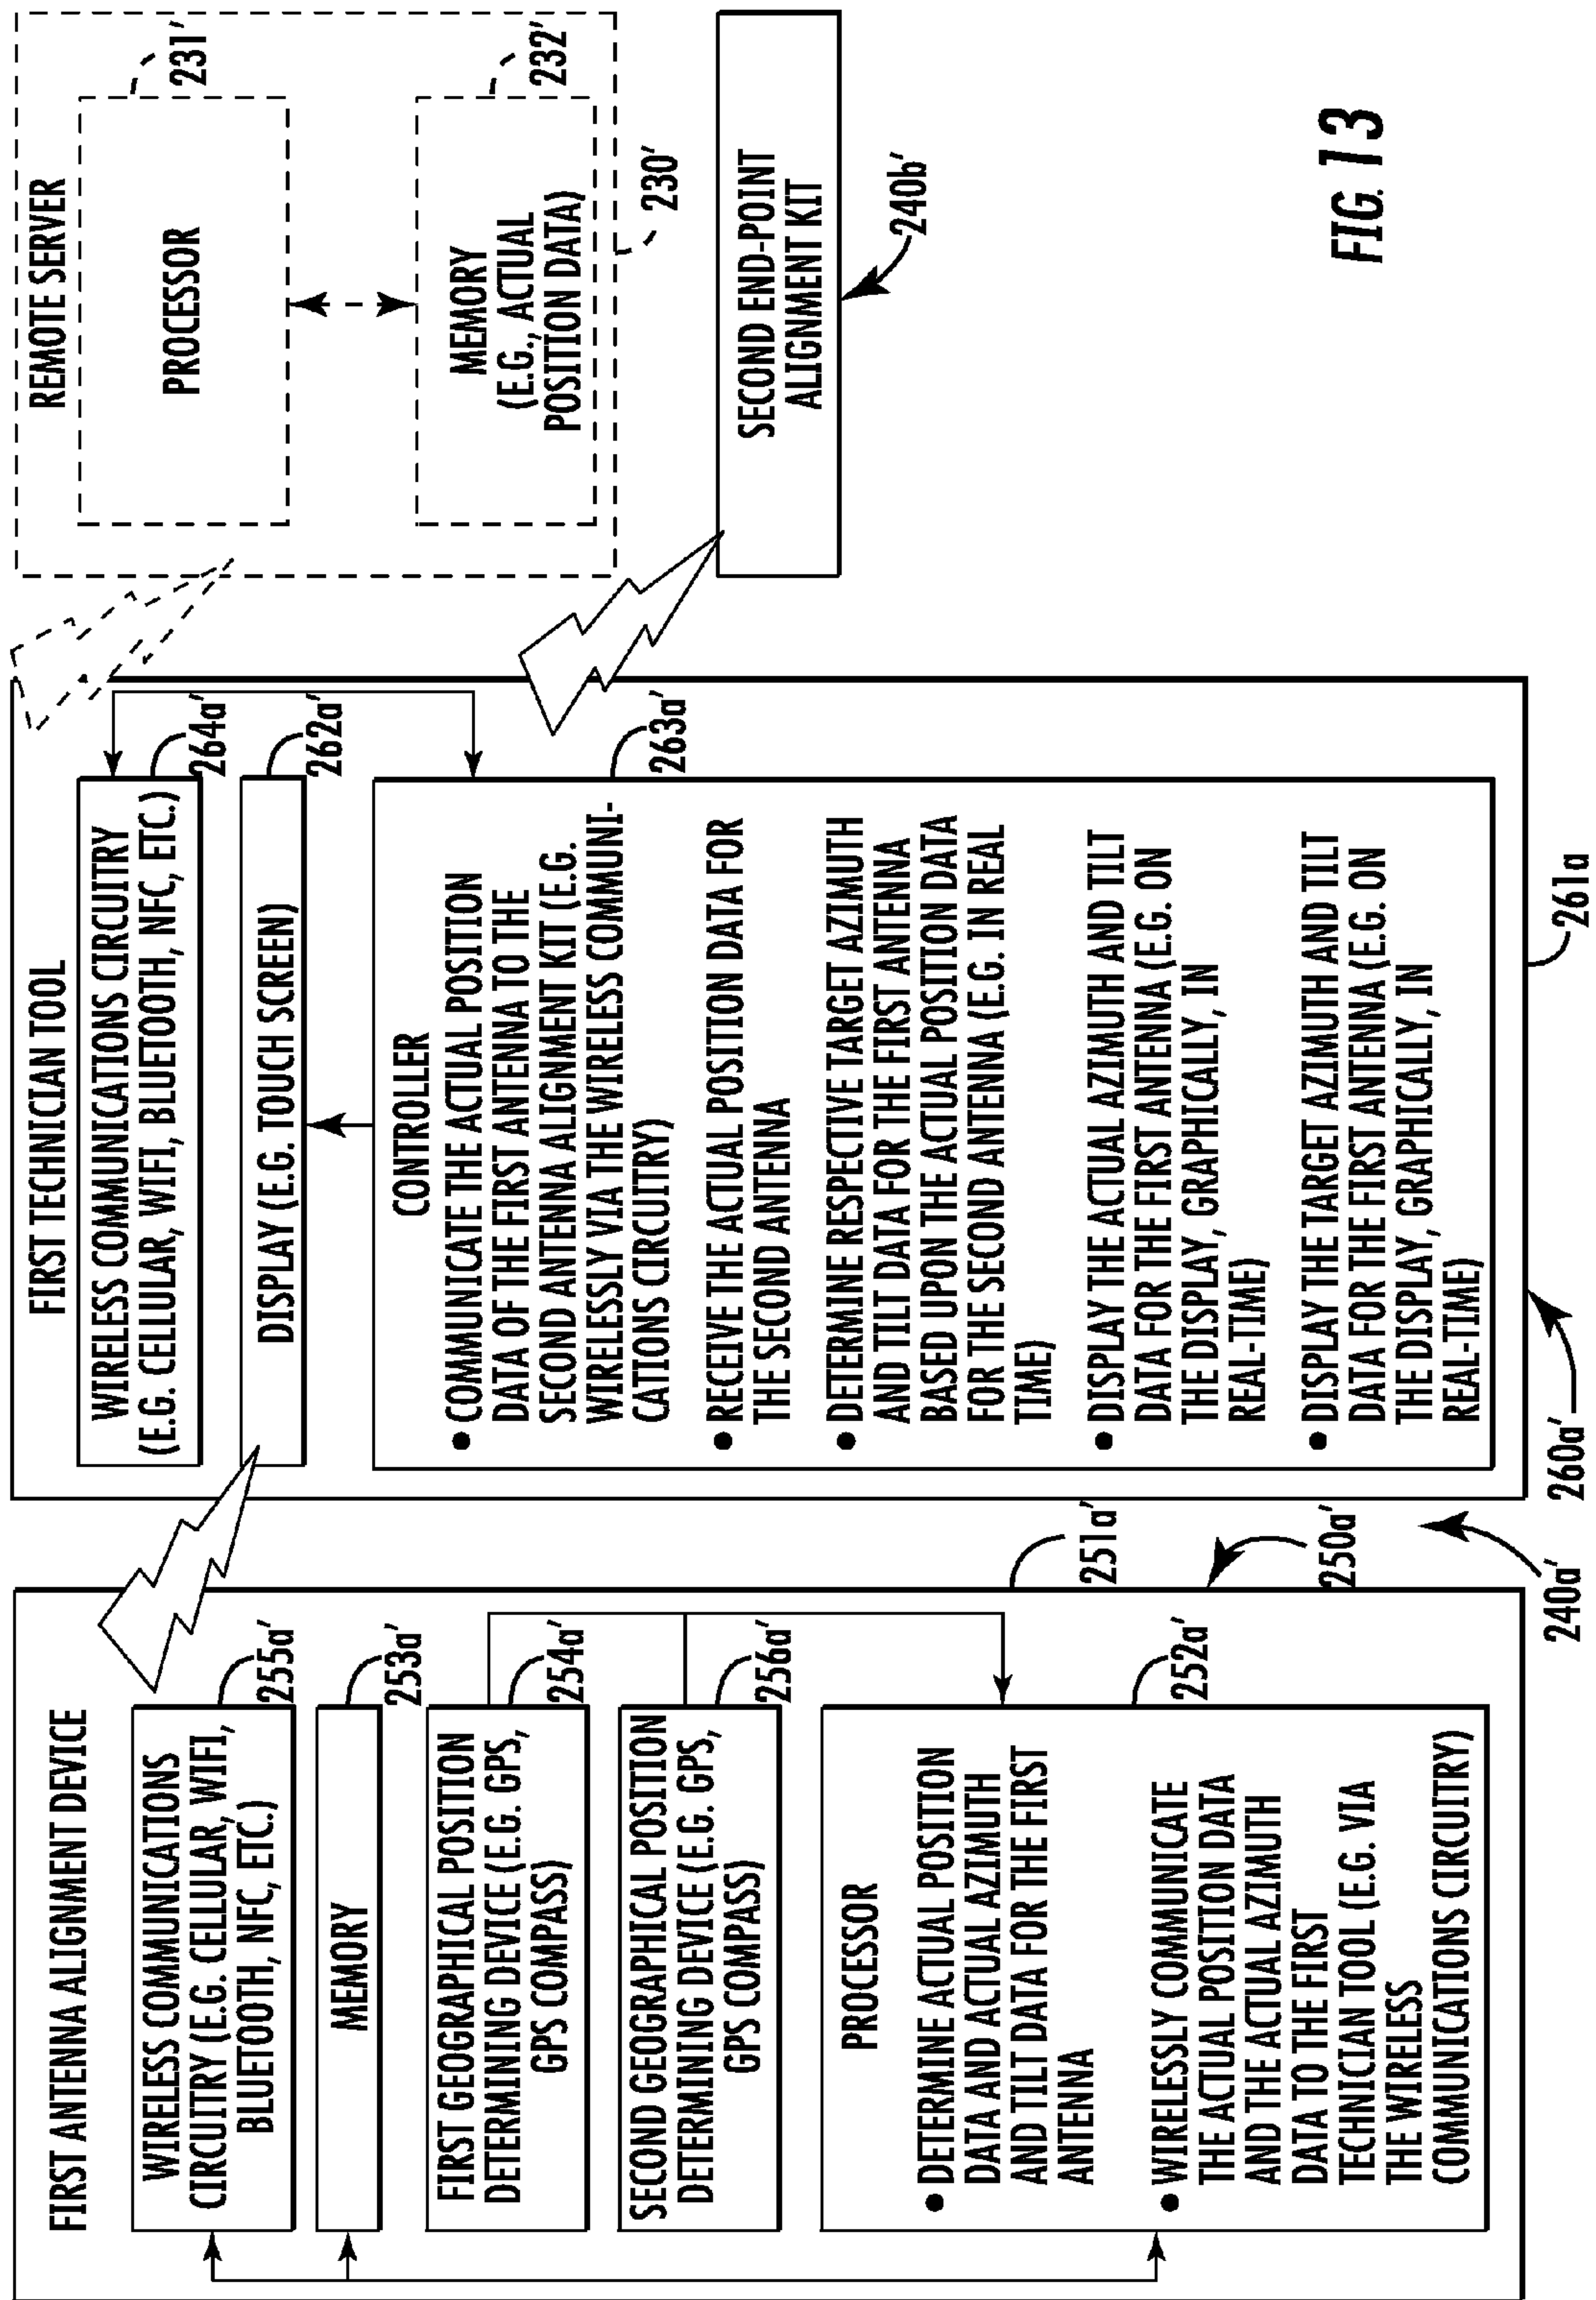 FIRST ANTENNA ALIGNMENT DEVICE
WIRELESS COMMUNICATIONS
CIRCUITRY (E.G. CELLULAR, WIFI,
BLUETOOTH, NFC, ETC.)
255a'
MEMORY
253a'
FIRST GEOGRAPHICAL POSITION
DETERMINING DEVICE (E.G. GPS,
GPS COMPASS)
254a'
SECOND GEOGRAPHICAL POSITION
DETERMINING DEVICE (E.G. GPS,
GPS COMPASS)
256a'
PROCESSOR
● DETERMINE ACTUAL POSITION
DATA AND ACTUAL AZIMUTH
AND TILT DATA FOR THE FIRST
ANTENNA
● WIRELESSLY COMMUNICATE
THE ACTUAL POSITION DATA
AND THE ACTUAL AZIMUTH
DATA TO THE FIRST
TECHNICIAN TOOL (E.G. VIA
THE WIRELESS
COMMUNICATIONS CIRCUITRY)
252a'
251a'
250a'
240a'
FIRST TECHNICIAN TOOL
WIRELESS COMMUNICATIONS CIRCUITRY
(E.G. CELLULAR, WIFI, BLUETOOTH, NFC, ETC.)
264a'
DISPLAY (E.G. TOUCH SCREEN)
262a'
CONTROLLER
● COMMUNICATE THE ACTUAL POSITION
DATA OF THE FIRST ANTENNA TO THE
SECOND ANTENNA ALIGNMENT KIT (E.G.
WIRELESSLY VIA THE WIRELESS COMMUNI-
CATIONS CIRCUITRY)
● RECEIVE THE ACTUAL POSITION DATA FOR
THE SECOND ANTENNA
● DETERMINE RESPECTIVE TARGET AZIMUTH
AND TILT DATA FOR THE FIRST ANTENNA
BASED UPON THE ACTUAL POSITION DATA
FOR THE SECOND ANTENNA (E.G. IN REAL
TIME)
● DISPLAY THE ACTUAL AZIMUTH AND TILT
DATA FOR THE FIRST ANTENNA (E.G. ON
THE DISPLAY, GRAPHICALLY, IN
REAL-TIME)
● DISPLAY THE TARGET AZIMUTH AND TILT
DATA FOR THE FIRST ANTENNA (E.G. ON
THE DISPLAY, GRAPHICALLY, IN
REAL-TIME)
263a'
261a
260a'
REMOTE SERVER
PROCESSOR
231'
MEMORY
(E.G., ACTUAL
POSITION DATA)
232'
230'
SECOND END-POINT
ALIGNMENT KIT
240b'
FIG. 13